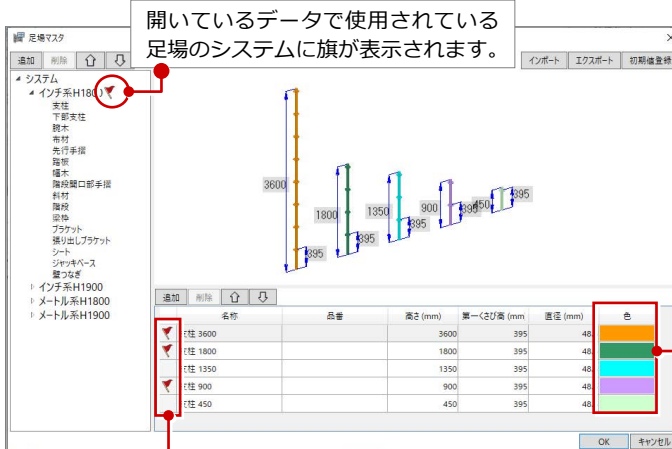 開いているデータで使用されている
足場のシステムに旗が表示されます。
足場マスタ
追加 削除
インポート エクスポート 初期値登録
システム
インチ系H180
支柱
下部支柱
腕木
布材
先行手摺
踏板
幅木
階段開口部手摺
斜材
階段
梁枠
ブラケット
張り出しブラケット
シート
ジャッキベース
壁つなぎ
インチ系H1900
メートル系H1800
メートル系H1900
3600
395
1800
395
1350
395
900
395
450
395
追加 削除
名称 品番 高さ (mm) 第一くさび高 (mm 直径 (mm) 色
支柱 3600 3600 395 48.
支柱 1800 1800 395 48.
支柱 1350 1350 395 48.
支柱 900 900 395 48.
支柱 450 450 395 48.
OK キャンセル